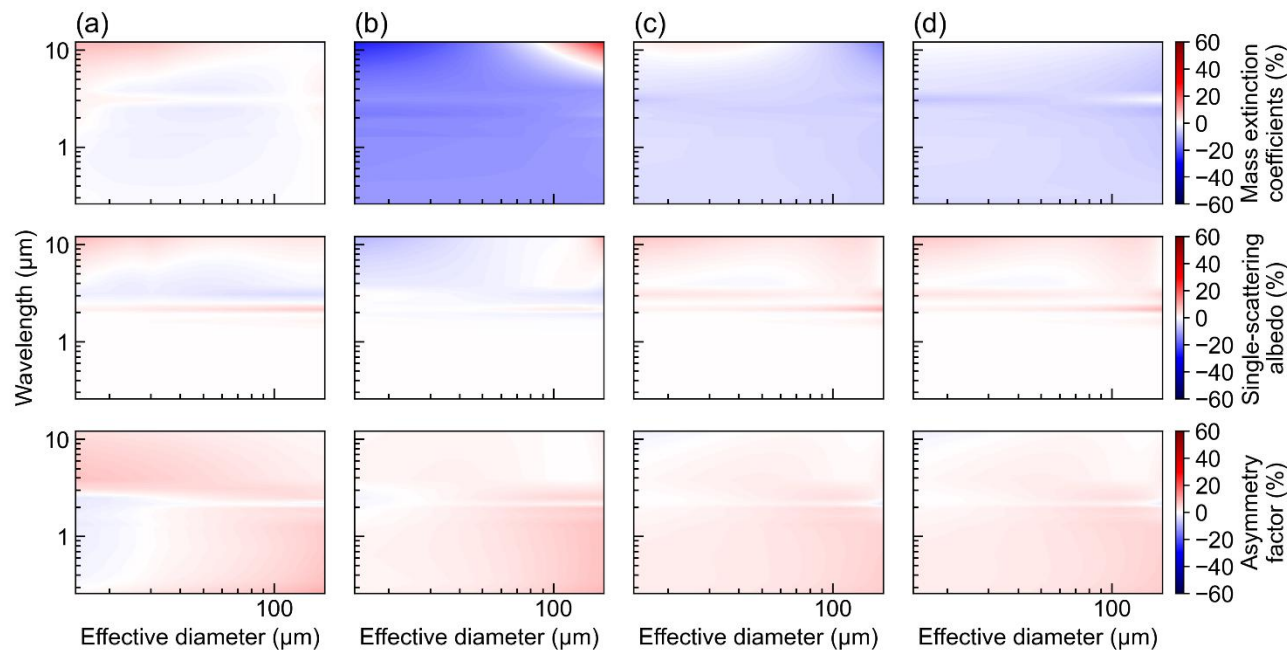 (a)
(b)
(c)
(d)
10
1
60
40
20
0
−20
−40
−60
Mass extinction
coefficients (%)
10
1
60
40
20
0
−20
−40
−60
Single-scattering
albedo (%)
Wavelength (μm)
10
1
60
40
20
0
−20
−40
−60
Asymmetry
factor (%)
100
100
100
100
Effective diameter (μm)
Effective diameter (μm)
Effective diameter (μm)
Effective diameter (μm)